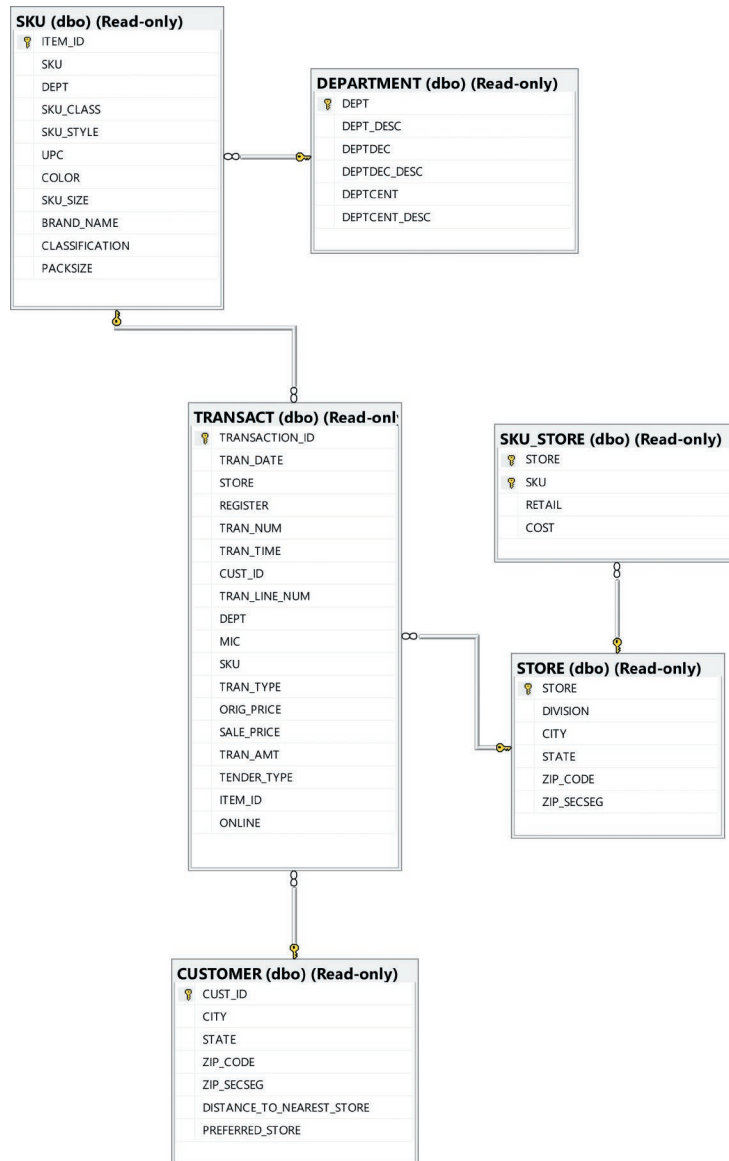 SKU (dbo) (Read-only)
ITEM_ID
SKU
DEPT
SKU_CLASS
SKU_STYLE
UPC
COLOR
SKU_SIZE
BRAND_NAME
CLASSIFICATION
PACKSIZE
DEPARTMENT (dbo) (Read-only)
DEPT
DEPT_DESC
DEPTDEC
DEPTDEC_DESC
DEPTCENT
DEPTCENT_DESC
TRANSACT (dbo) (Read-onl
TRANSACTION_ID
TRAN_DATE
STORE
REGISTER
TRAN_NUM
TRAN_TIME
CUST_ID
TRAN_LINE_NUM
DEPT
MIC
SKU
TRAN_TYPE
ORIG_PRICE
SALE_PRICE
TRAN_AMT
TENDER_TYPE
ITEM_ID
ONLINE
SKU_STORE (dbo) (Read-only)
STORE
SKU
RETAIL
COST
STORE (dbo) (Read-only)
STORE
DIVISION
CITY
STATE
ZIP_CODE
ZIP_SECSEG
CUSTOMER (dbo) (Read-only)
CUST_ID
CITY
STATE
ZIP_CODE
ZIP_SECSEG
DISTANCE_TO_NEAREST_STORE
PREFERRED_STORE